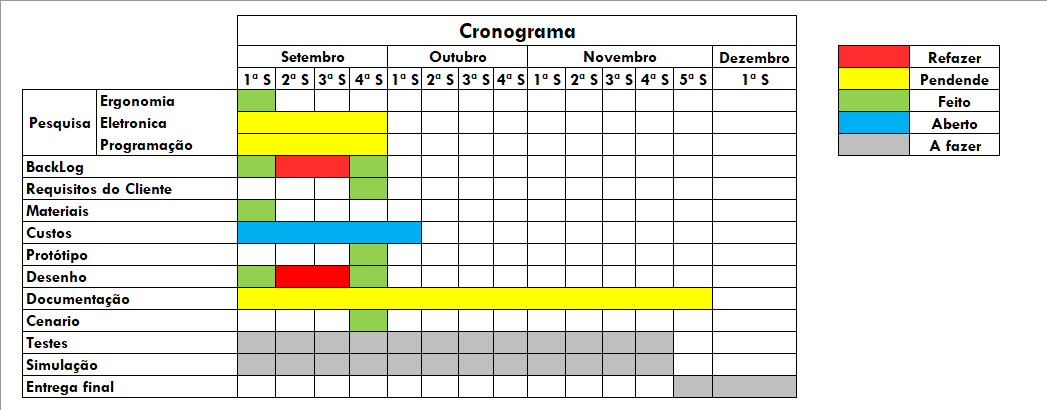 Cronograma
Setembro Outubro Novembro Dezembro
1ª S 2ª S 3ª S 4ª S 1ª S 2ª S 3ª S 4ª S 1ª S 2ª S 3ª S 4ª S 5ª S 1ª S
Pesquisa
Ergonomia
Eletronica
Programação
BackLog
Requisitos do Cliente
Materiais
Custos
Protótipo
Desenho
Documentação
Cenario
Testes
Simulação
Entrega final
Refazer
Pendende
Feito
Aberto
A fazer